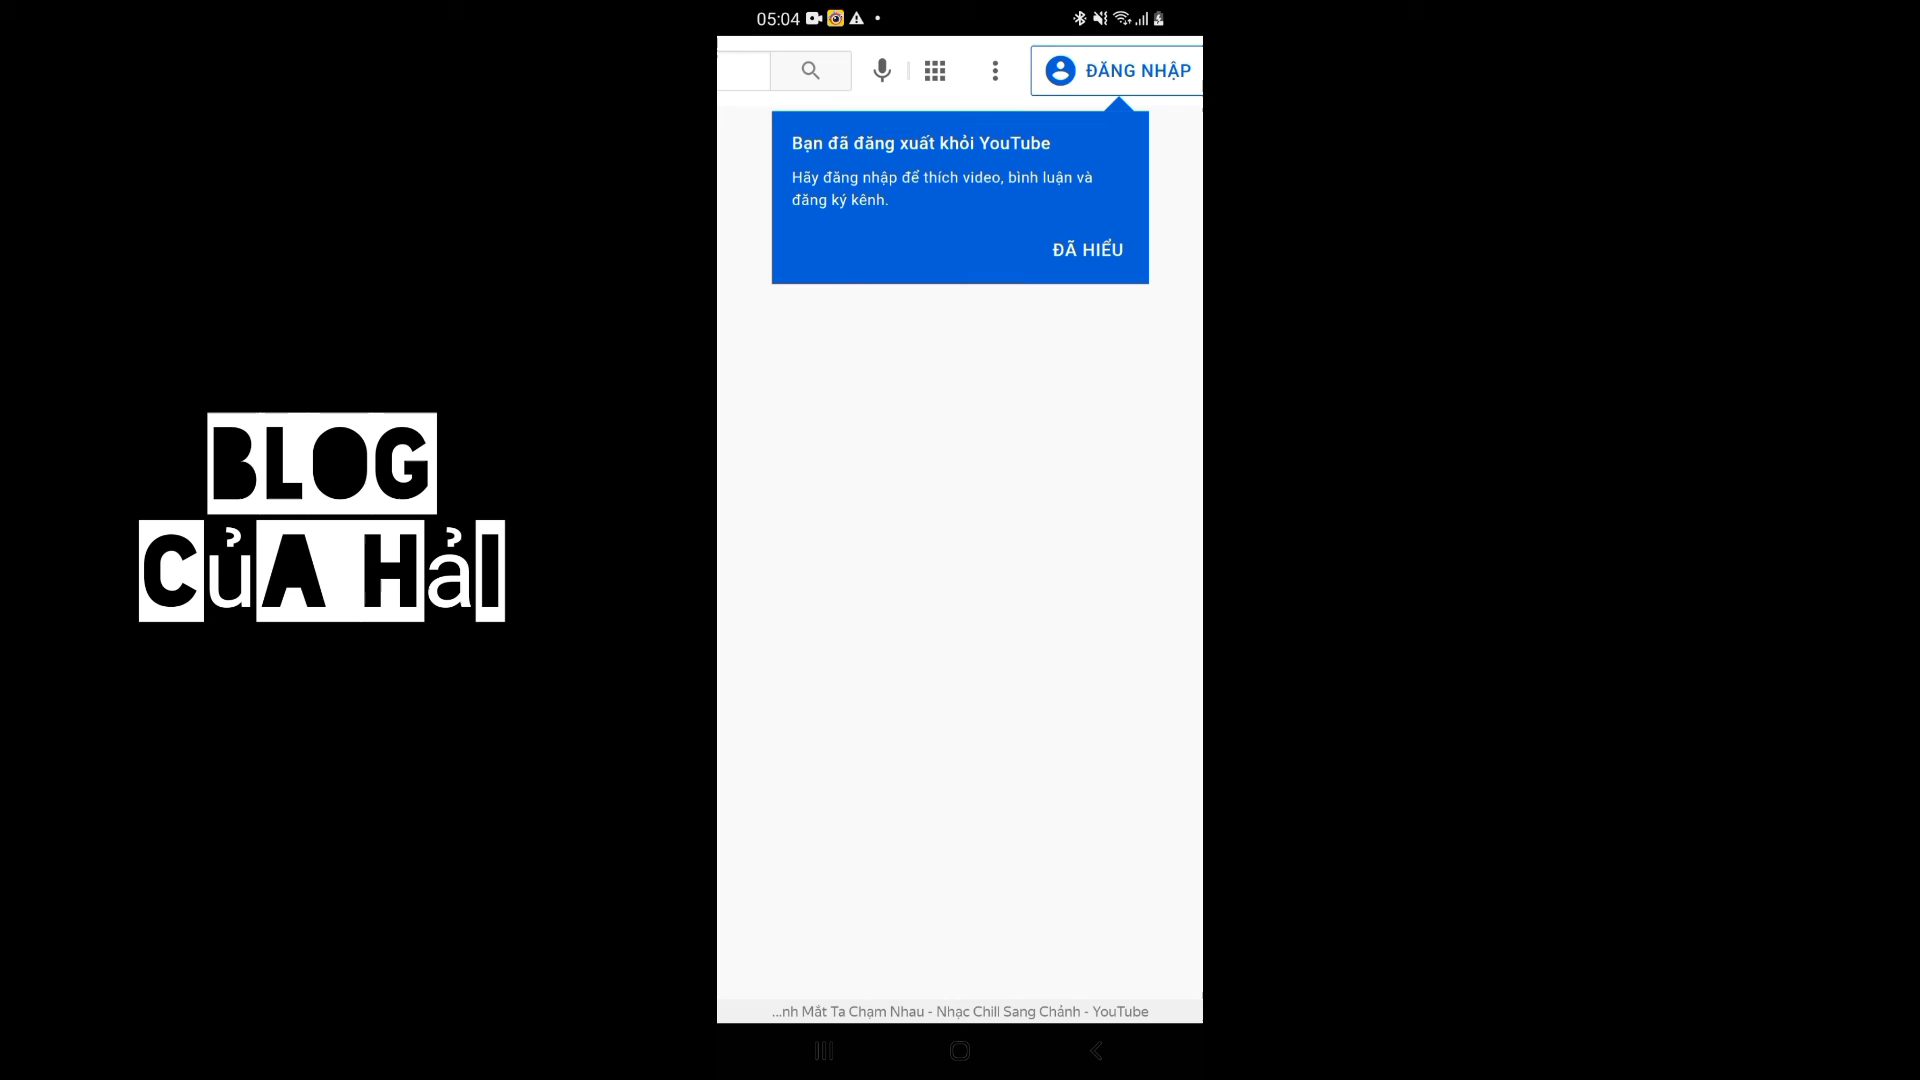 05:04
ĐĂNG NHẬP
Bạn đã đăng xuất khỏi YouTube
Hãy đăng nhập để thích video, bình luận và
đăng ký kênh.
ĐÃ HIỂU
BLOG
CủA HảI
...nh Mắt Ta Chạm Nhau - Nhạc Chill Sang Chảnh - YouTube